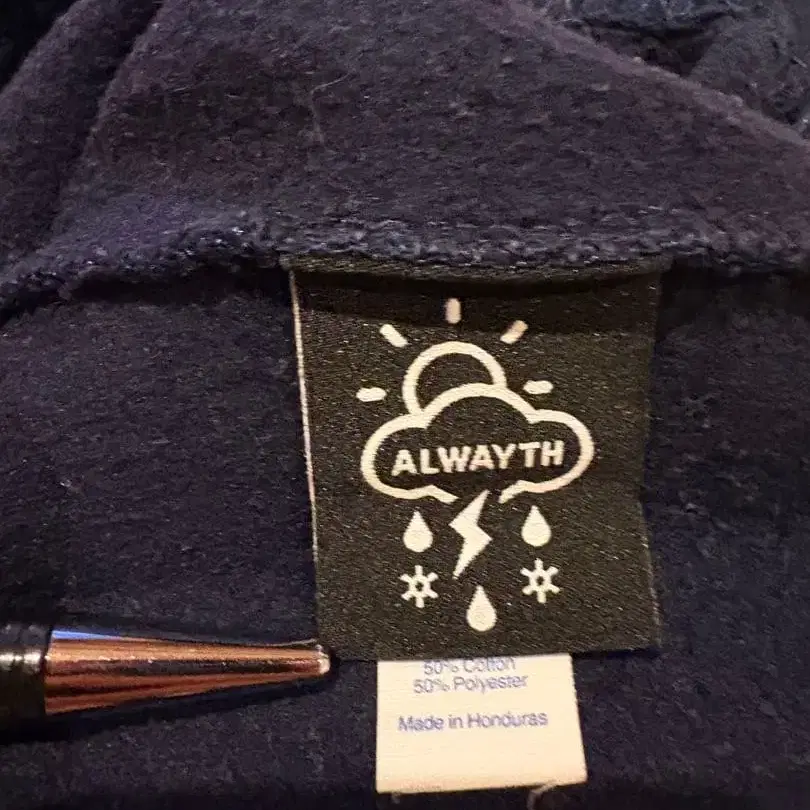 ALWAYTH
50% Cotton
50% Polyester
Made in Honduras